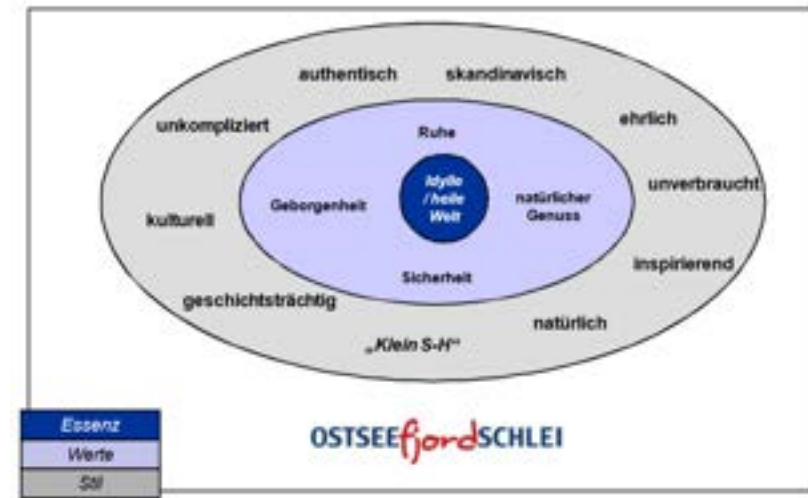 authentisch
skandinavisch
unkompliziert
ehrlich
Ruhe
unverbraucht
Idylle
/ heile
Welt
Geborgenheit
natürlicher
Genuss
kulturell
inspirierend
Sicherheit
geschichtsträchtig
natürlich
„Klein S-H“
Essenz
Werte
Stil
OSTSEEfjordSCHLEI